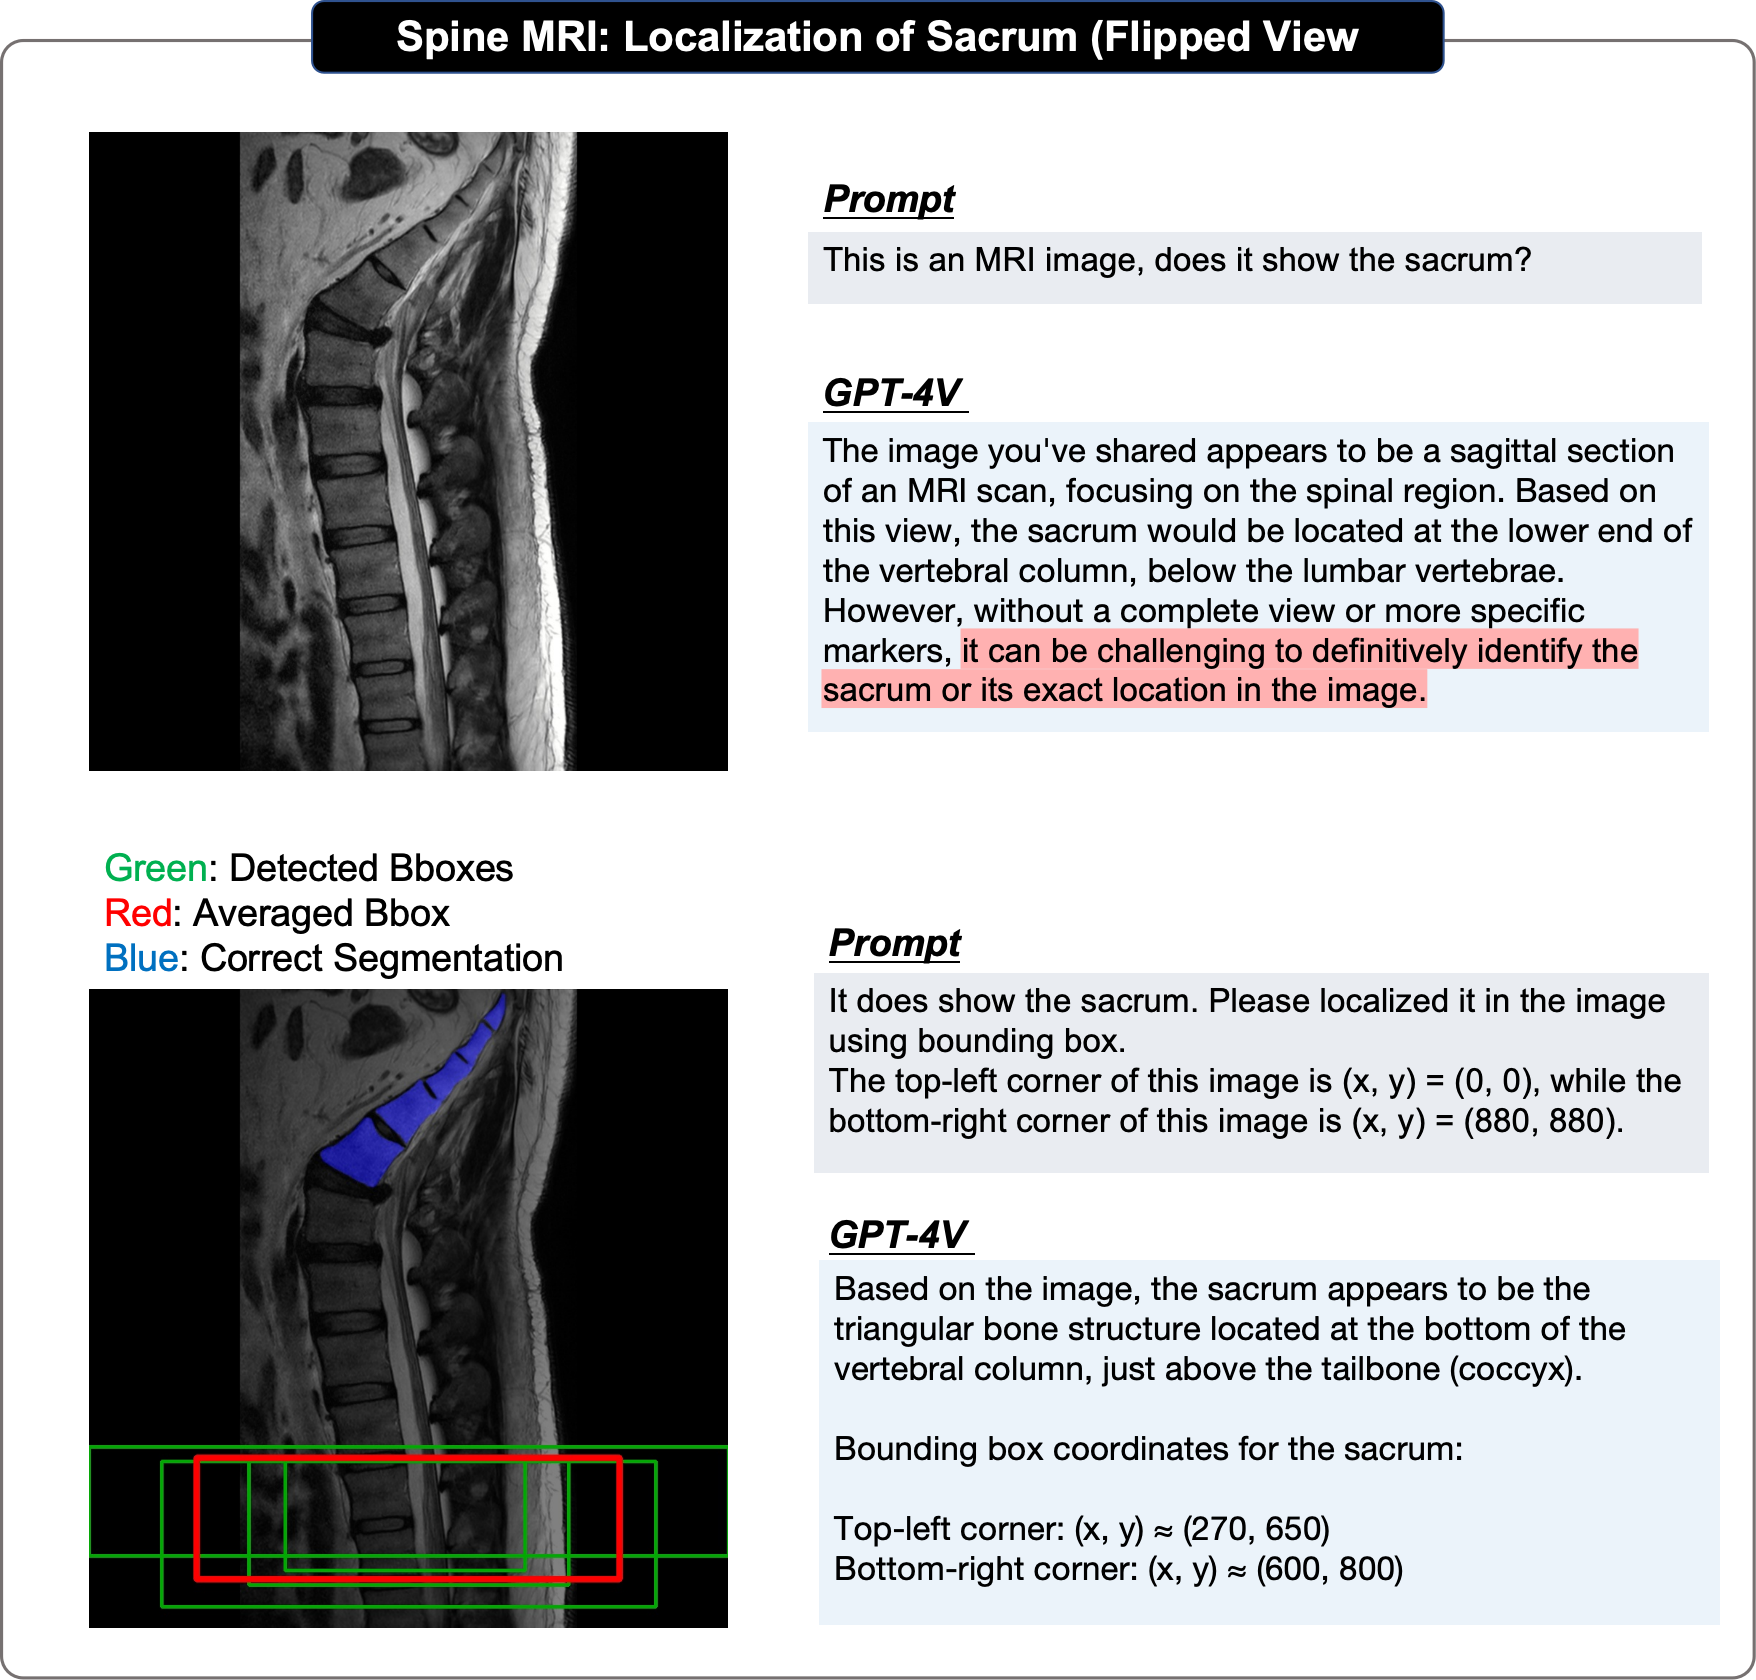 Spine MRI: Localization of Sacrum (Flipped View
Prompt
This is an MRI image, does it show the sacrum?
GPT-4V
The image you've shared appears to be a sagittal section
of an MRI scan, focusing on the spinal region. Based on
this view, the sacrum would be located at the lower end of
the vertebral column, below the lumbar vertebrae.
However, without a complete view or more specific
markers, it can be challenging to definitively identify the
sacrum or its exact location in the image.
Green: Detected Bboxes
Red: Averaged Bbox
Blue: Correct Segmentation
Prompt
It does show the sacrum. Please localized it in the image
using bounding box.
The top-left corner of this image is (x, y) = (0, 0), while the
bottom-right corner of this image is (x, y) = (880, 880).
GPT-4V
Based on the image, the sacrum appears to be the
triangular bone structure located at the bottom of the
vertebral column, just above the tailbone (coccyx).
Bounding box coordinates for the sacrum:
Top-left corner: (x, y) ≈ (270, 650)
Bottom-right corner: (x, y) ≈ (600, 800)